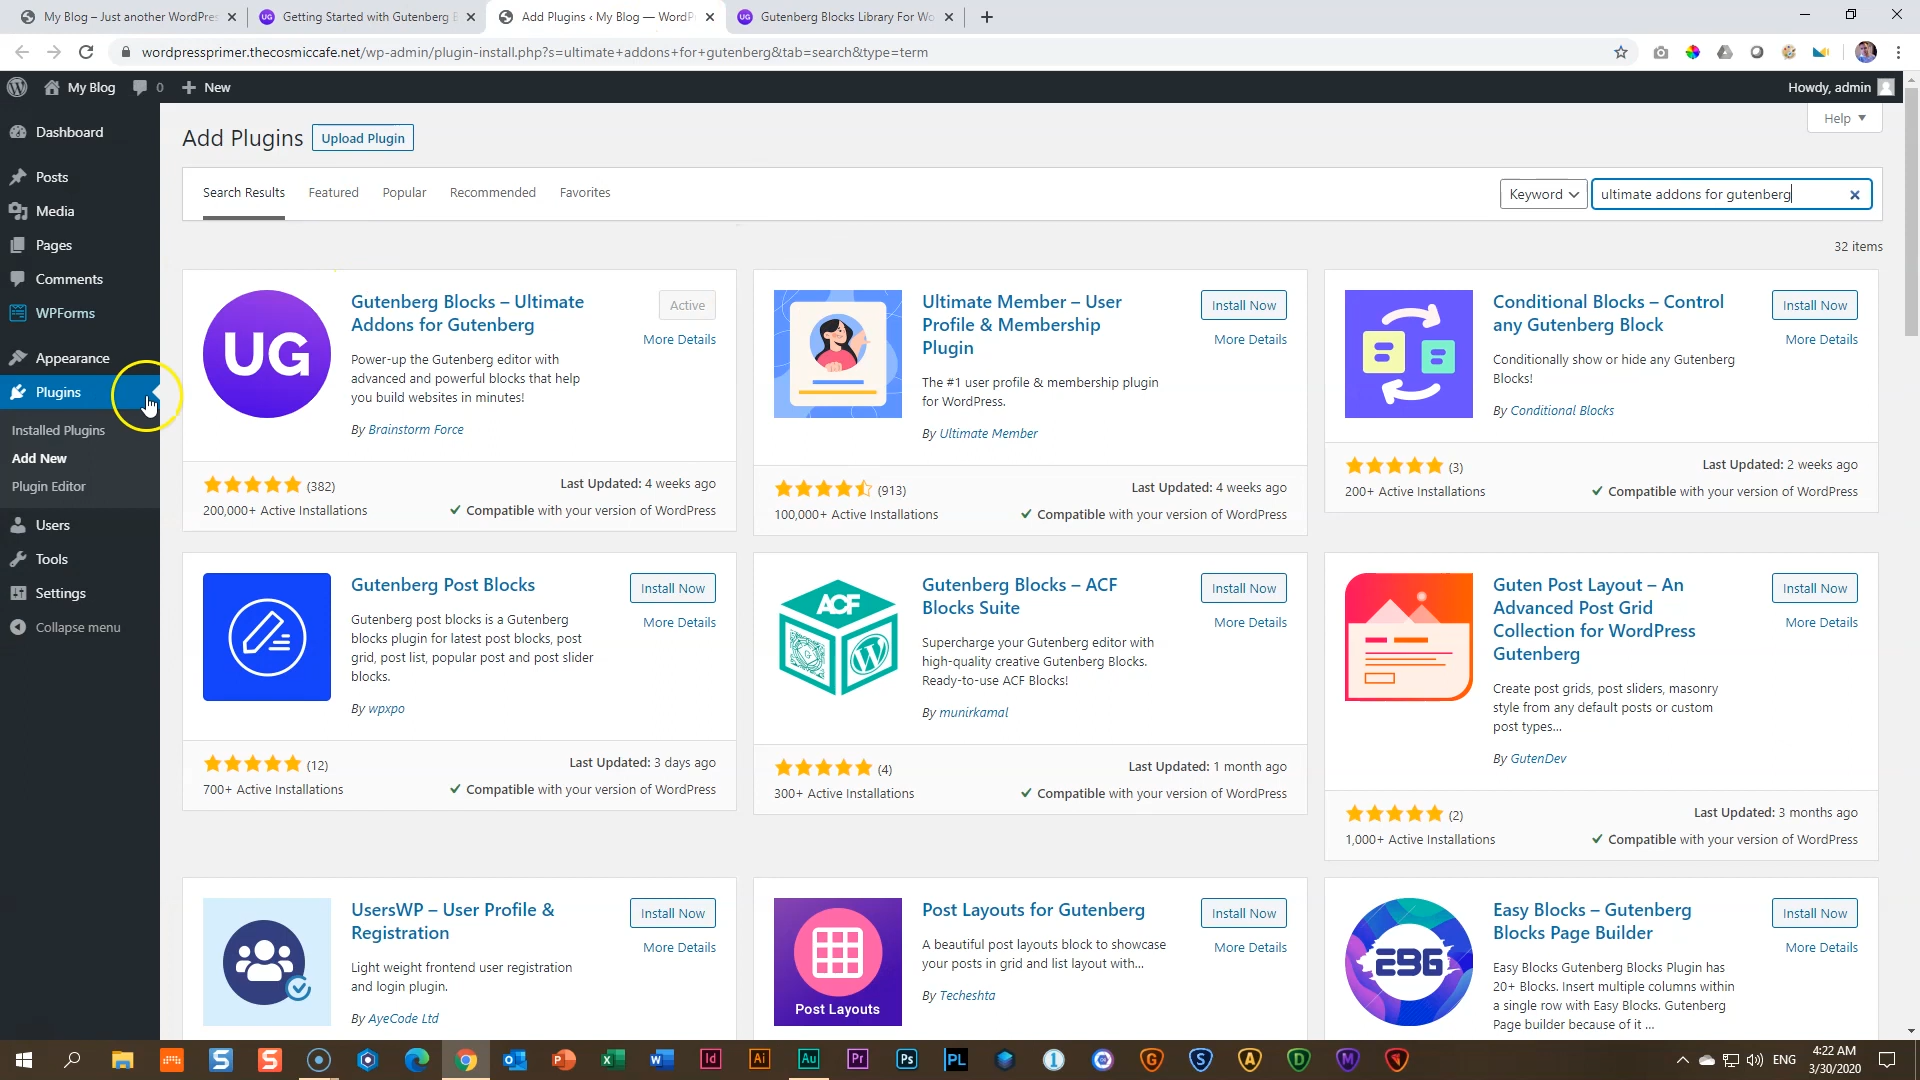 My Blog – Just another WordPre
Getting Started with Gutenberg E
Add Plugins ‹ My Blog — WordP
Gutenberg Blocks Library For Wo
wordpressprimer.thecosmiccafe.net/wp-admin/plugin-install.php?s=ultimate+addons+for+gutenberg&tab=search&type=term
My Blog
0
New
Howdy, admin
Dashboard
Posts
Media
Pages
Comments
WPForms
Appearance
Plugins
Installed Plugins
Add New
Plugin Editor
Users
Tools
Settings
Collapse menu
Add Plugins
Upload Plugin
Help
Search Results
Featured
Popular
Recommended
Favorites
Keyword
ultimate addons for gutenberg
32 items
UG
Gutenberg Blocks – Ultimate
Addons for Gutenberg
Active
More Details
Power-up the Gutenberg editor with
advanced and powerful blocks that help
you build websites in minutes!
By Brainstorm Force
(382)
Last Updated: 4 weeks ago
200,000+ Active Installations
Compatible with your version of WordPress
Ultimate Member – User
Profile & Membership
Plugin
Install Now
More Details
The #1 user profile & membership plugin
for WordPress.
By Ultimate Member
(913)
Last Updated: 4 weeks ago
100,000+ Active Installations
Compatible with your version of WordPress
Conditional Blocks – Control
any Gutenberg Block
Install Now
More Details
Conditionally show or hide any Gutenberg
Blocks!
By Conditional Blocks
(3)
Last Updated: 2 weeks ago
200+ Active Installations
Compatible with your version of WordPress
Gutenberg Post Blocks
Install Now
More Details
Gutenberg post blocks is a Gutenberg
blocks plugin for latest post blocks, post
grid, post list, popular post and post slider
blocks.
By wpxpo
(12)
Last Updated: 3 days ago
700+ Active Installations
Compatible with your version of WordPress
ACF
Gutenberg Blocks – ACF
Blocks Suite
Install Now
More Details
Supercharge your Gutenberg editor with
high-quality creative Gutenberg Blocks.
Ready-to-use ACF Blocks!
By munirkamal
(4)
Last Updated: 1 month ago
300+ Active Installations
Compatible with your version of WordPress
Guten Post Layout – An
Advanced Post Grid
Collection for WordPress
Gutenberg
Install Now
More Details
Create post grids, post sliders, masonry
style from any default posts or custom
post types...
By GutenDev
(2)
Last Updated: 3 months ago
1,000+ Active Installations
Compatible with your version of WordPress
UsersWP – User Profile &
Registration
Install Now
More Details
Light weight frontend user registration
and login plugin.
By AyeCode Ltd
Post Layouts
Post Layouts for Gutenberg
Install Now
More Details
A beautiful post layouts block to showcase
your posts in grid and list layout with...
By Techeshta
Easy Blocks – Gutenberg
Blocks Page Builder
Install Now
More Details
Easy Blocks Gutenberg Blocks Plugin has
20+ Blocks. Insert multiple columns within
a single row with Easy Blocks. Gutenberg
Page builder because of it ...
ENG
4:22 AM
3/30/2020